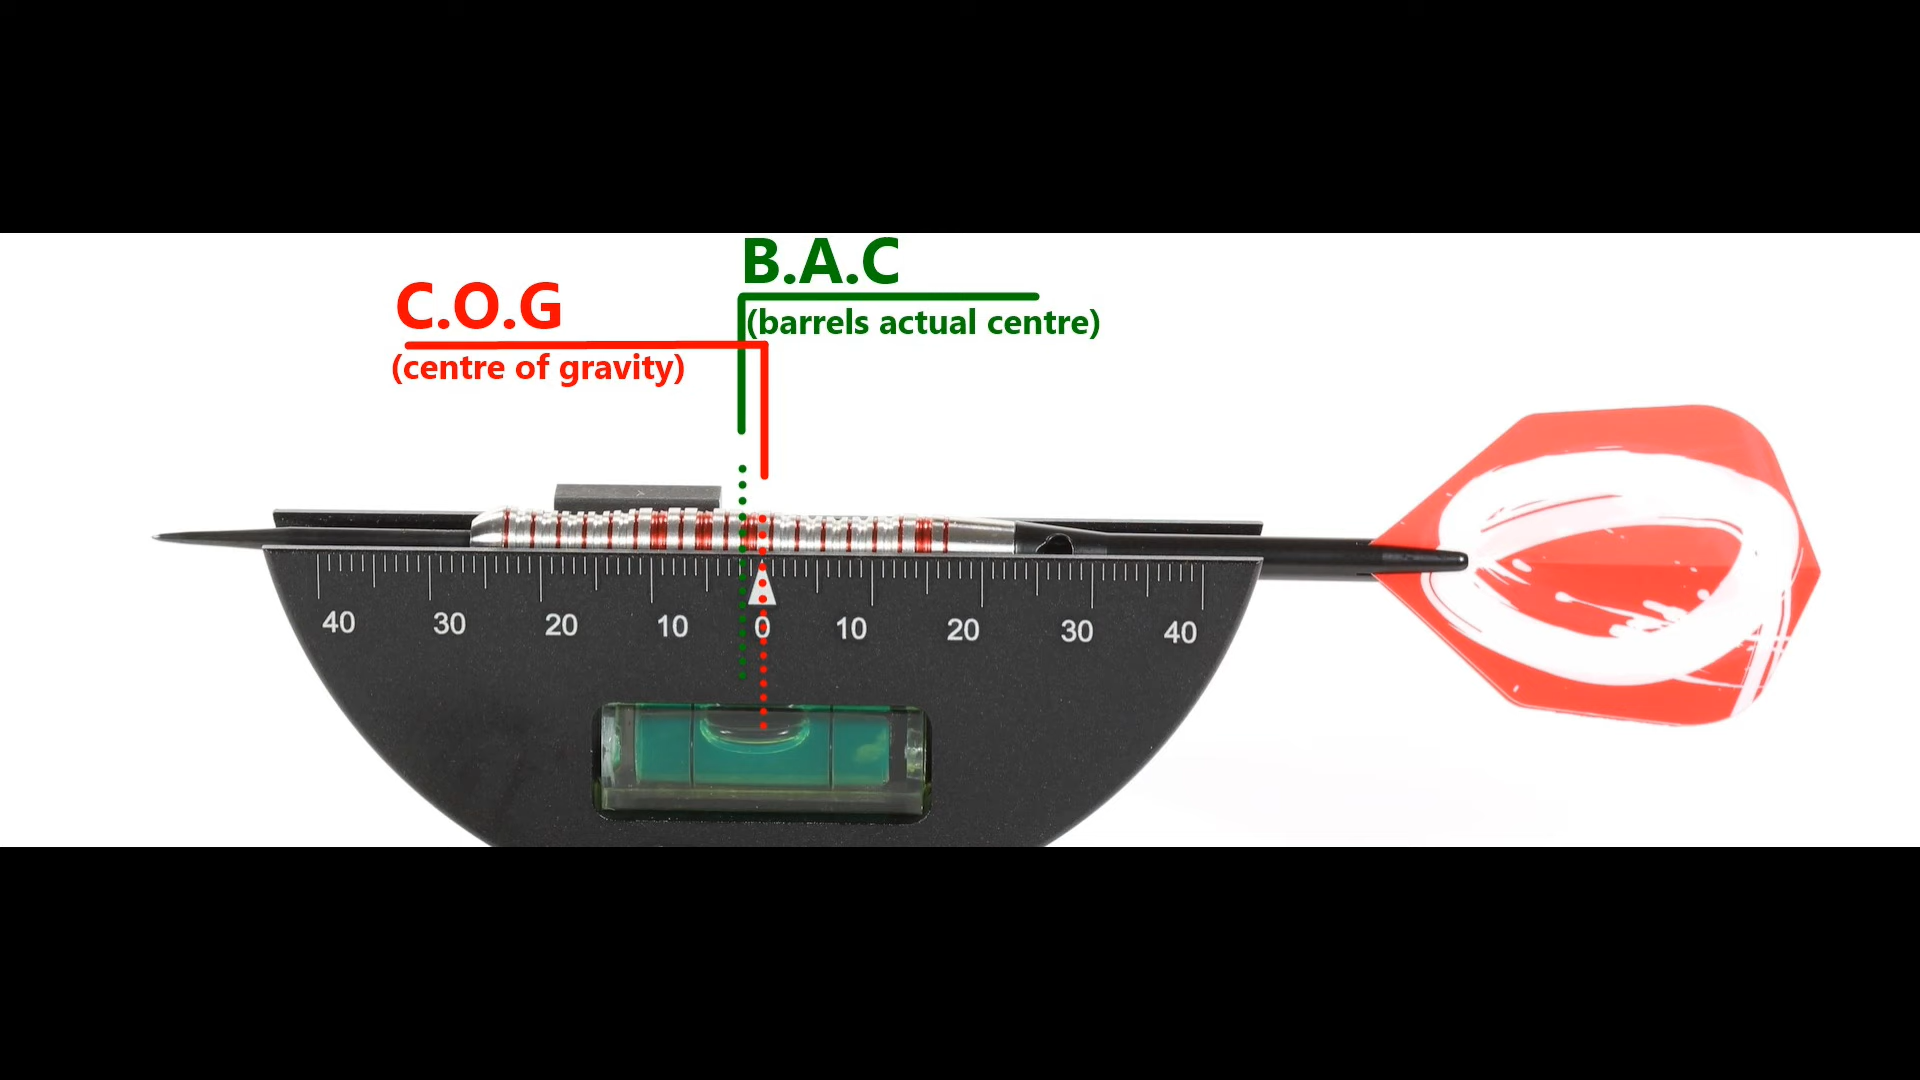 B.A.C
(barrels actual centre)
C.O.G
(centre of gravity)
40 30 20 10 0 10 20 30 40